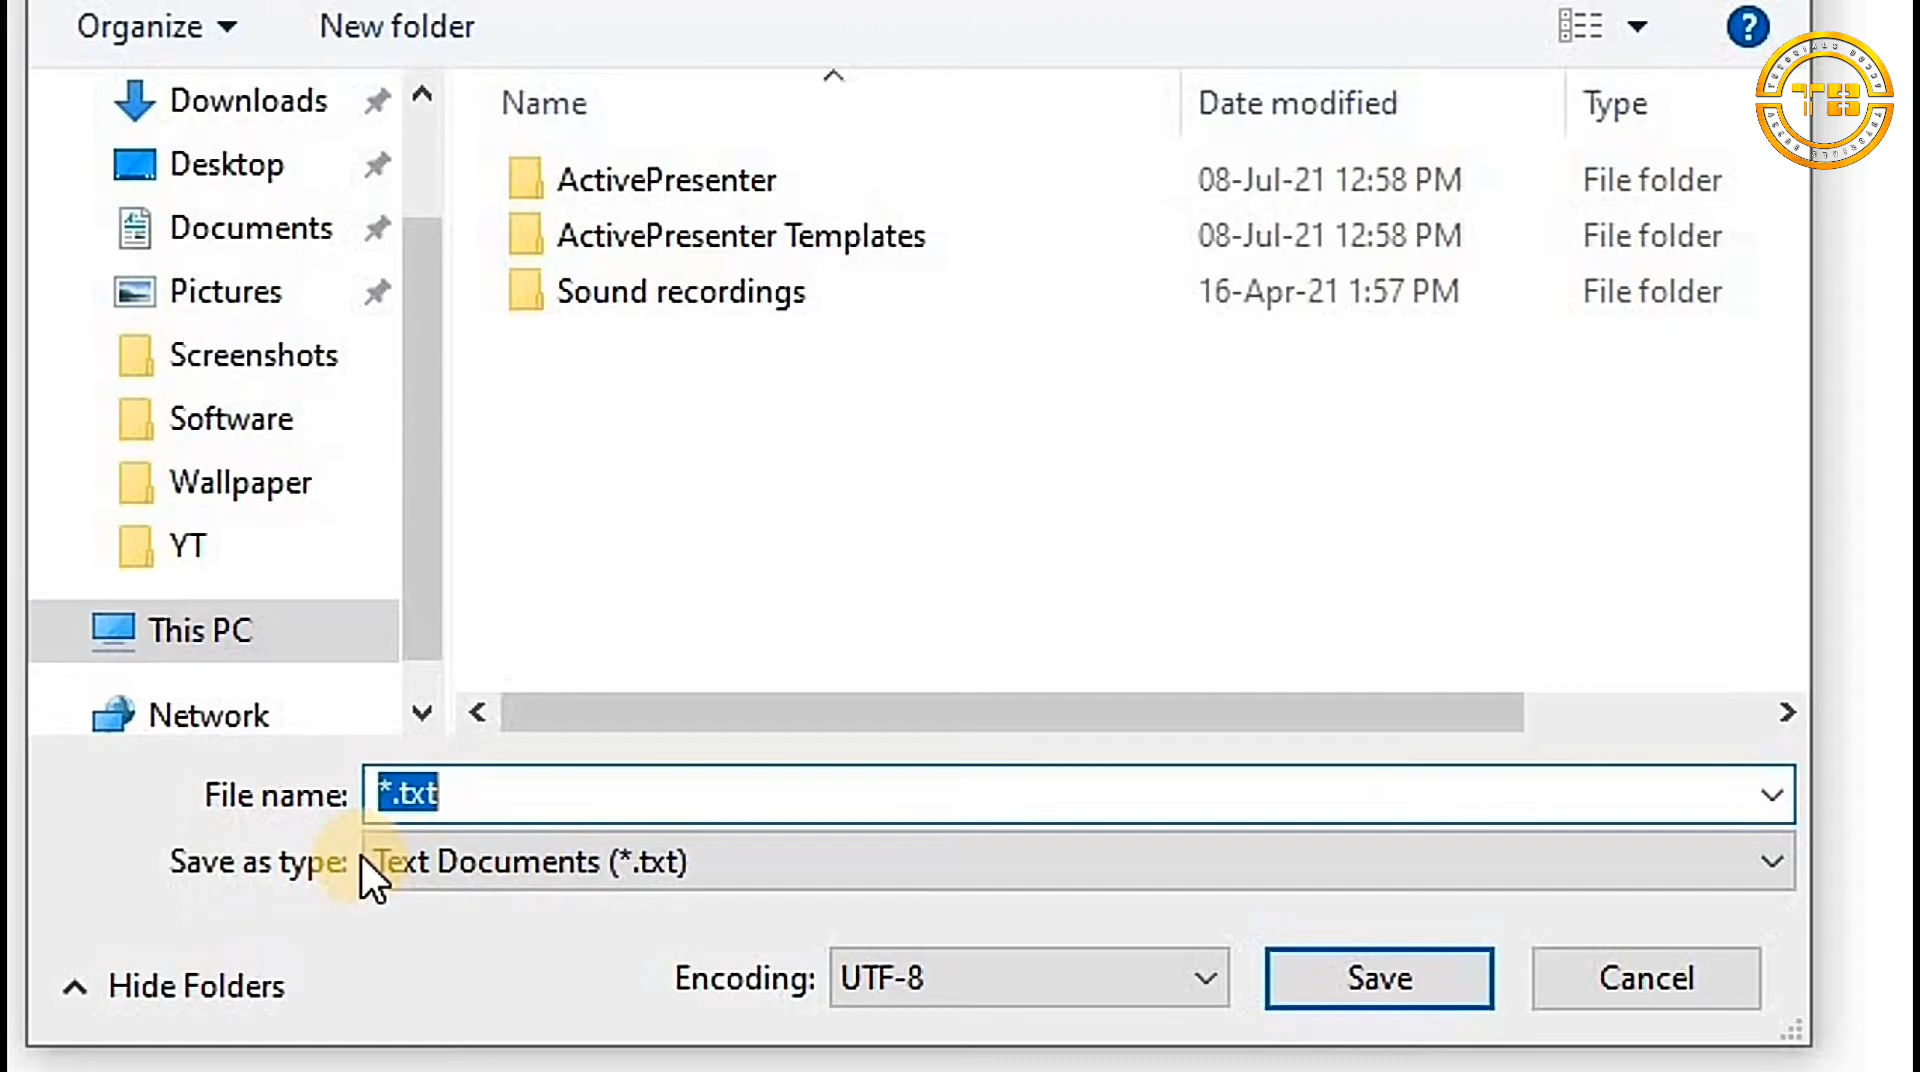 Organize New folder ?
Name Date modified Type
Downloads
Desktop
Documents
Pictures
Screenshots
Software
Wallpaper
YT
This PC
Network
ActivePresenter 08-Jul-21 12:58 PM File folder
ActivePresenter Templates 08-Jul-21 12:58 PM File folder
Sound recordings 16-Apr-21 1:57 PM File folder
File name: *.txt
Save as type: Text Documents (*.txt)
Hide Folders Encoding: UTF-8 Save Cancel
TB